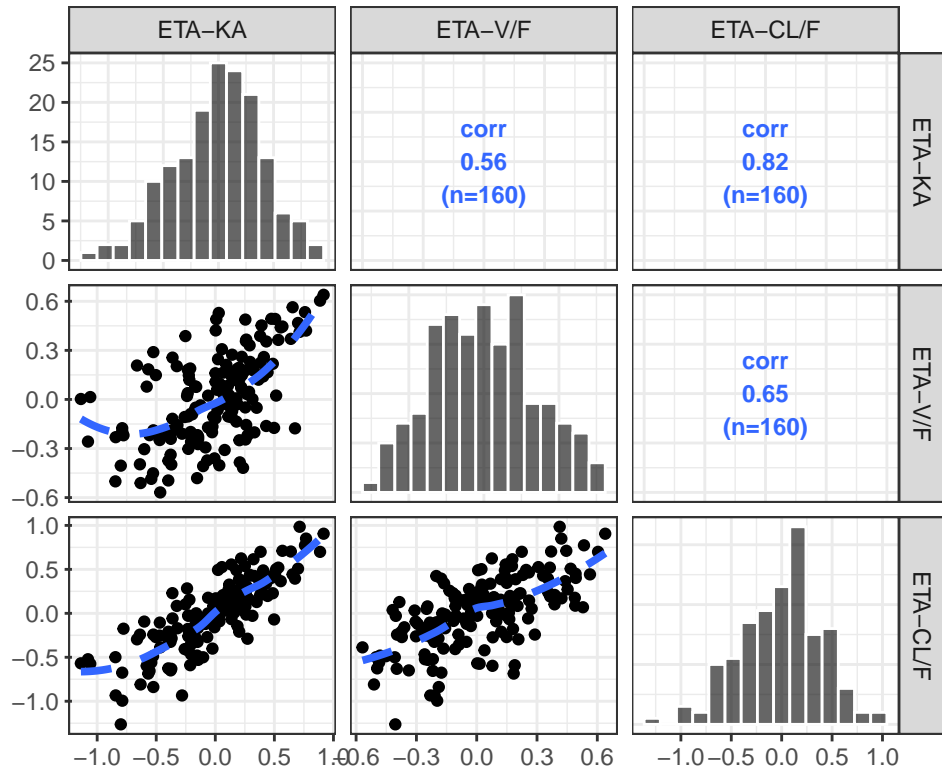 ETA−KA
ETA−V/F
ETA−CL/F
25
20
15
10
5
0
corr
0.56
(n=160)
corr
0.82
(n=160)
ETA−KA
0.6
0.3
0.0
−0.3
−0.6
corr
0.65
(n=160)
ETA−V/F
1.0
0.5
0.0
−0.5
−1.0
ETA−CL/F
−1.0 −0.5 0.0 0.5 1.0
−0.6 −0.3 0.0 0.3 0.6
−1.0 −0.5 0.0 0.5 1.0